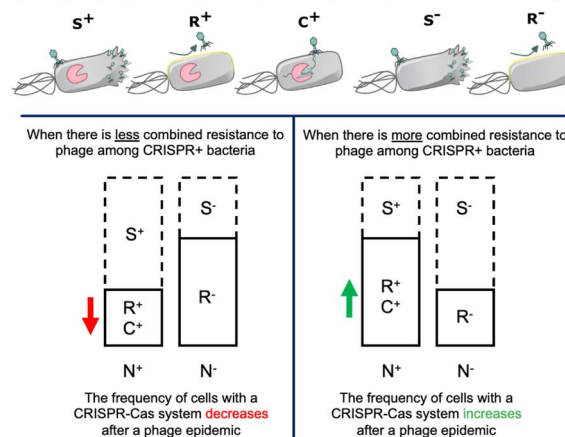 S⁺ R⁺ C⁺ S⁻ R⁻
When there is less combined resistance to
phage among CRISPR+ bacteria
S⁺
R⁺
C⁺
N⁺
S⁻
R⁻
N⁻
The frequency of cells with a
CRISPR-Cas system decreases
after a phage epidemic
When there is more combined resistance to
phage among CRISPR+ bacteria
S⁺
R⁺
C⁺
N⁺
S⁻
R⁻
N⁻
The frequency of cells with a
CRISPR-Cas system increases
after a phage epidemic